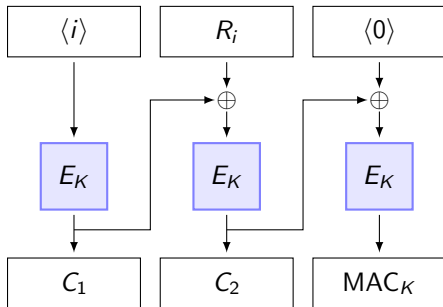 ⟨i⟩ R_i ⟨0⟩
⊕ ⊕
E_K E_K E_K
C_1 C_2 MAC_K